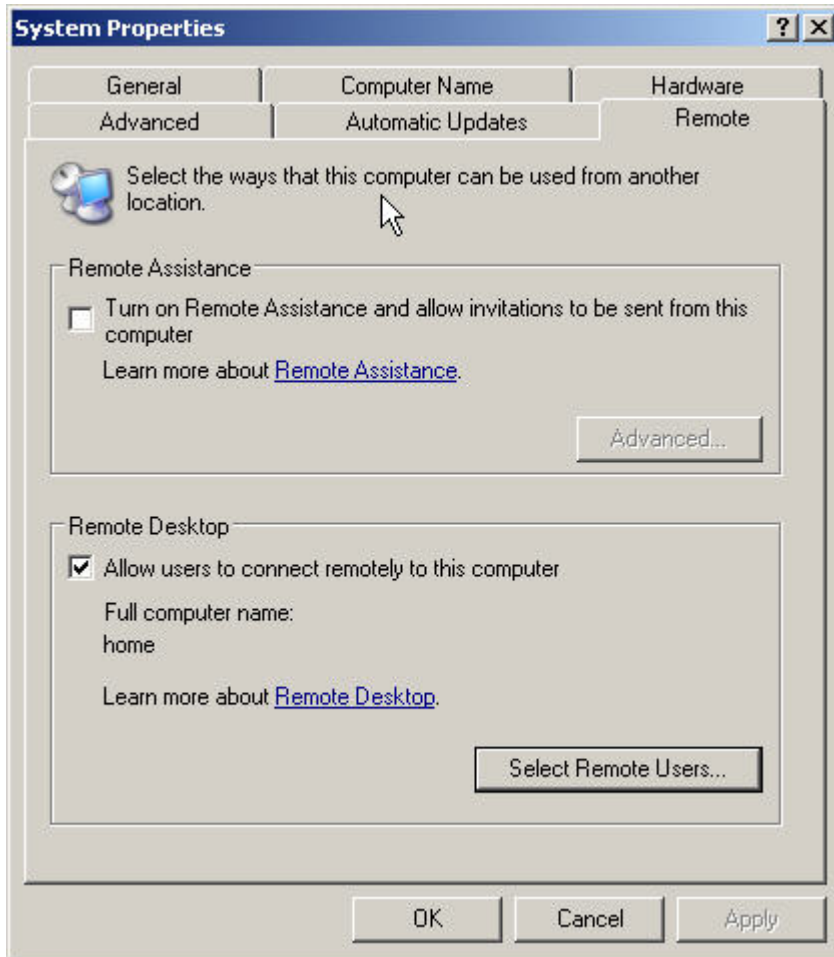 System Properties
General
Computer Name
Hardware
Advanced
Automatic Updates
Remote
Select the ways that this computer can be used from another
location.
Remote Assistance
Turn on Remote Assistance and allow invitations to be sent from this
computer
Learn more about Remote Assistance.
Advanced...
Remote Desktop
Allow users to connect remotely to this computer
Full computer name:
home
Learn more about Remote Desktop.
Select Remote Users...
OK
Cancel
Apply